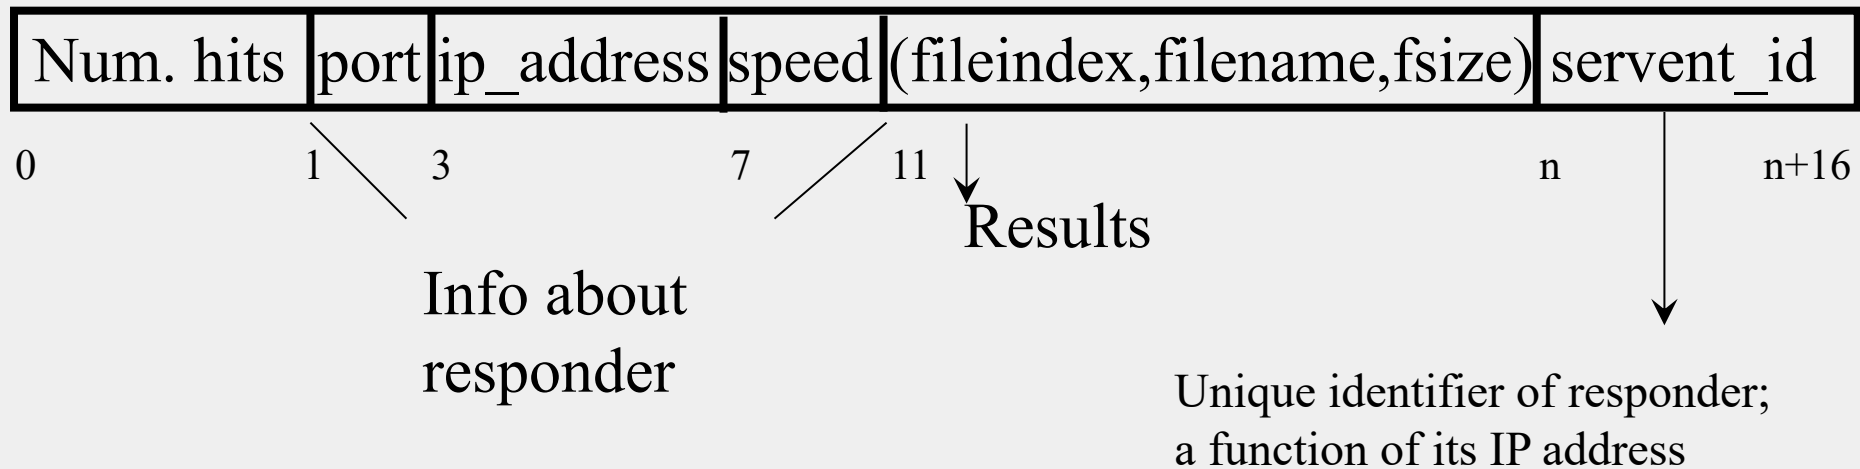 Num. hits port ip_address speed (fileindex,filename,fsize) servent_id
0 1 3 7 11 n n+16
Results
Info about
responder
Unique identifier of responder;
a function of its IP address